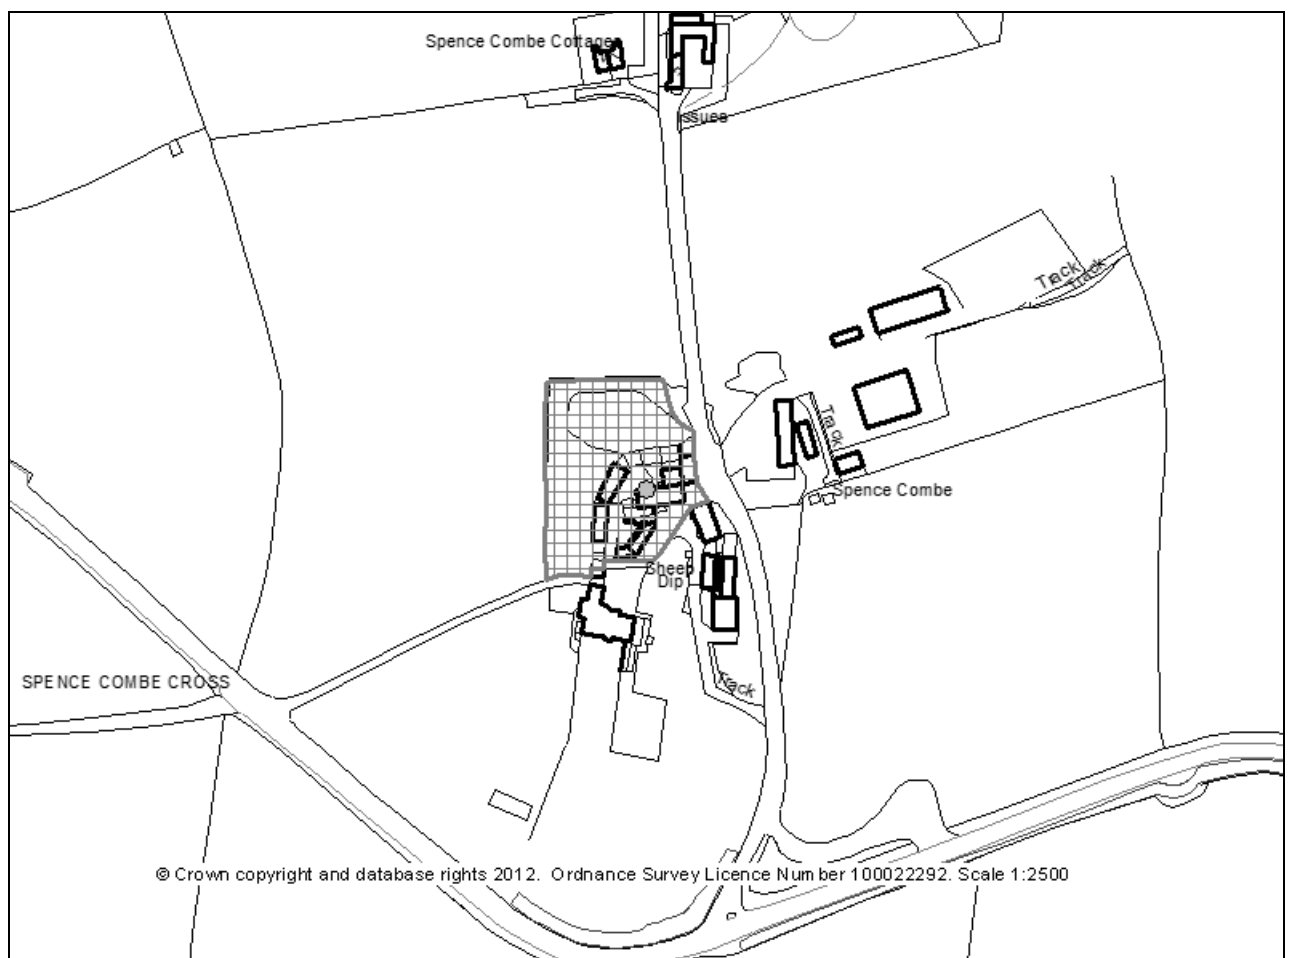 Spence Combe Cottages
Issues
Track
Track
Track
Spence Combe
Sheep
Dip
SPENCE COMBE CROSS
Track
© Crown copyright and database rights 2012. Ordnance Survey Licence Number 100022292. Scale 1:2500